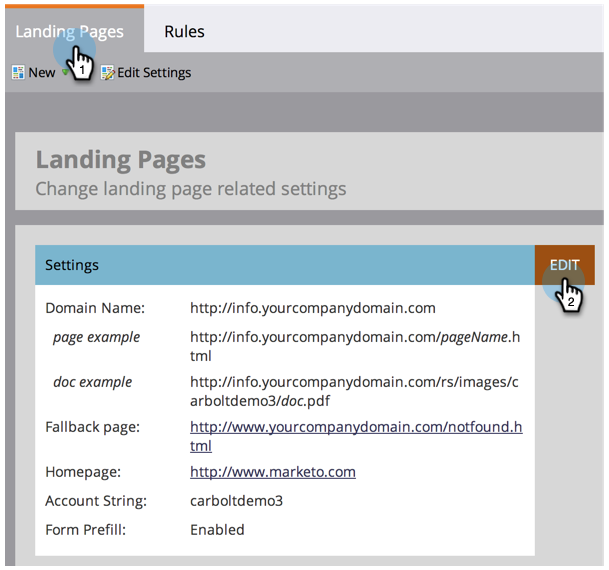 Landing Pages Rules
1
New Edit Settings
Landing Pages
Change landing page related settings
Settings EDIT
2
Domain Name: http://info.yourcompanydomain.com
page example http://info.yourcompanydomain.com/pageName.h
tml
doc example http://info.yourcompanydomain.com/rs/images/c
arboltdemo3/doc.pdf
Fallback page: http://www.yourcompanydomain.com/notfound.h
tml
Homepage: http://www.marketo.com
Account String: carboltdemo3
Form Prefill: Enabled